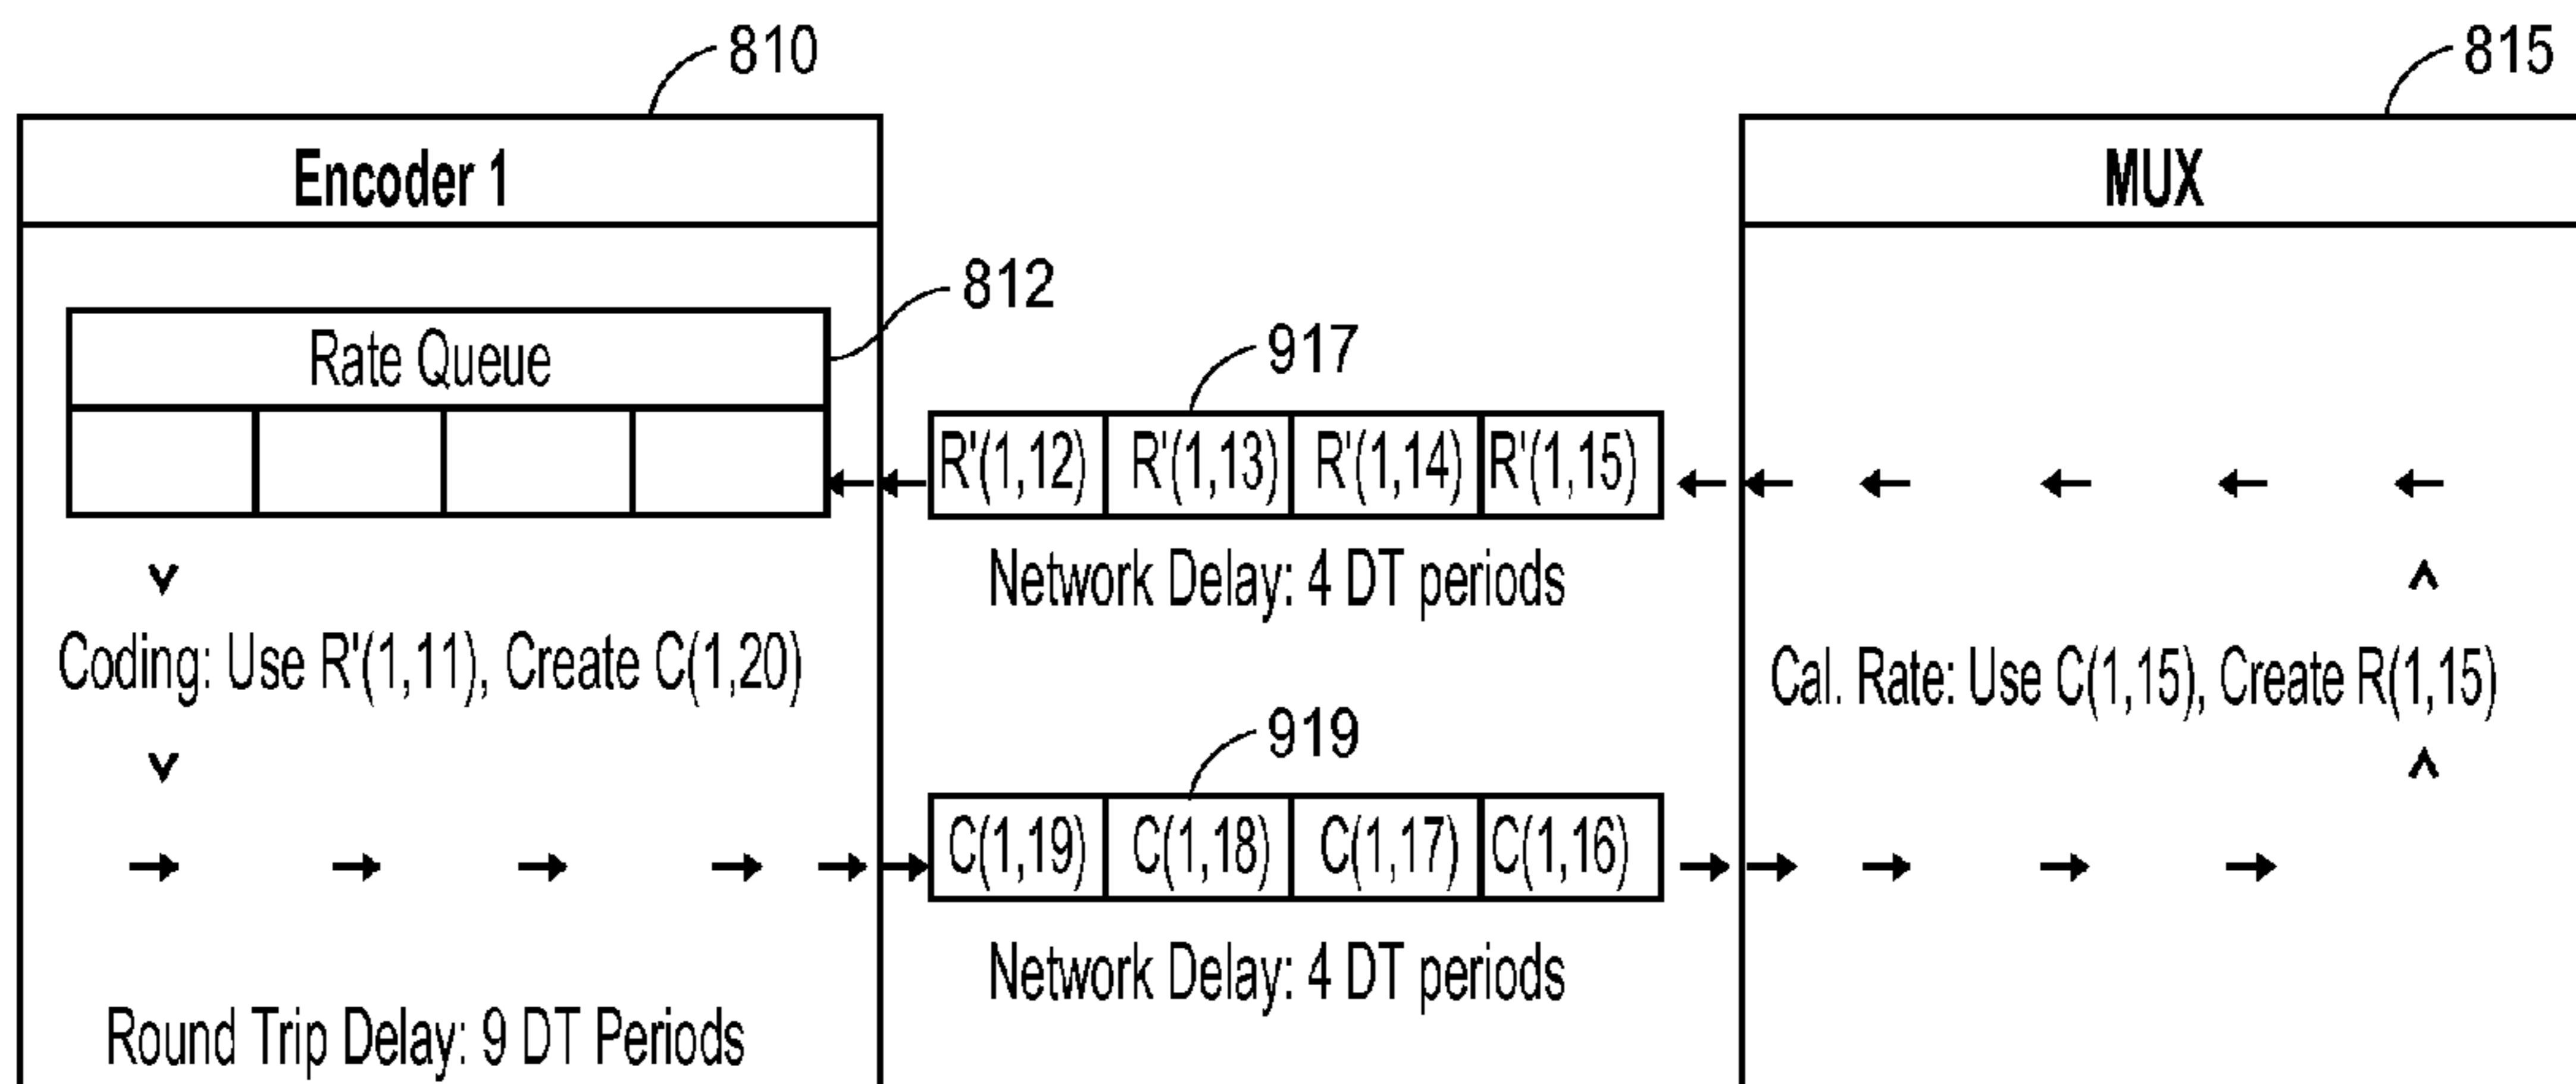 810
815
Encoder 1
MUX
812
Rate Queue
917
R'(1,12) R'(1,13) R'(1,14) R'(1,15)
Network Delay: 4 DT periods
Coding: Use R'(1,11), Create C(1,20)
Cal. Rate: Use C(1,15), Create R(1,15)
919
C(1,19) C(1,18) C(1,17) C(1,16)
Network Delay: 4 DT periods
Round Trip Delay: 9 DT Periods